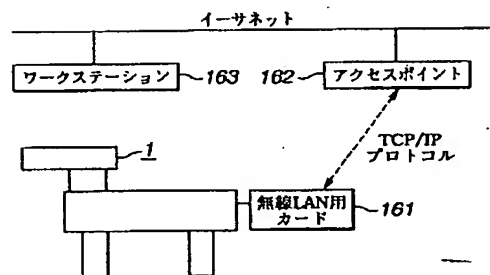 イーサネット
ワークステーション 163
162 アクセスポイント
TCP/IP
プロトコル
1
無線LAN用
カード 161